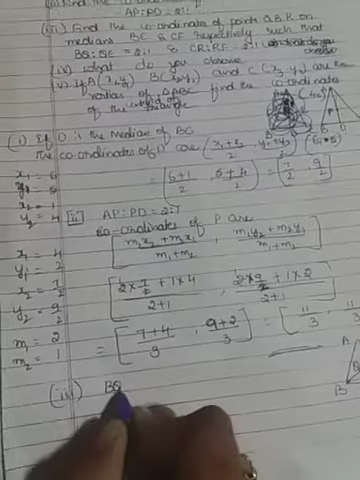 AP:PD = 2:1
(iii) Find the co-ordinates of points Q & R on
medians BE & CF respectively such that
BQ:QE = 2:1 & CR:RF = 2:1
(iv) what do you observe
(v) If A(x₁, y₁) B(x₂, y₂) and C(x₃, y₃) are the
vertices of △ABC find the co-ordinates
of the centroid of
triangle
(i) If D is the Median of BC
The co-ordinates of D are (x₁+x₂/2, y₁+y₂/2)
x₁ = 6
y₁ = 5
x₂ = 1
y₂ = 4
= (6+1/2, 5+4/2) = (7/2, 9/2)
[ii] AP:PD = 2:1
co-ordinates of P are
[m₁x₂+m₂x₁/m₁+m₂, m₁y₂+m₂y₁/m₁+m₂]
x₁ = 4
y₁ = 2
x₂ = 7/2
y₂ = 9/2
m₁ = 2
m₂ = 1
[2×7/2+1×4/2+1, 2×9/2+1×2/2+1]
= [7+4/3, 9+2/3] = [11/3, 11/3
(iii) BQ
A
B